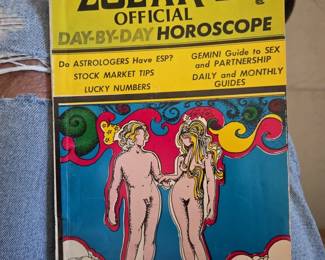 OFFICIAL
DAY-BY-DAY HOROSCOPE
Do ASTROLOGERS Have ESP?
STOCK MARKET TIPS
LUCKY NUMBERS
GEMINI Guide to SEX
and PARTNERSHIP
DAILY and MONTHLY
GUIDES